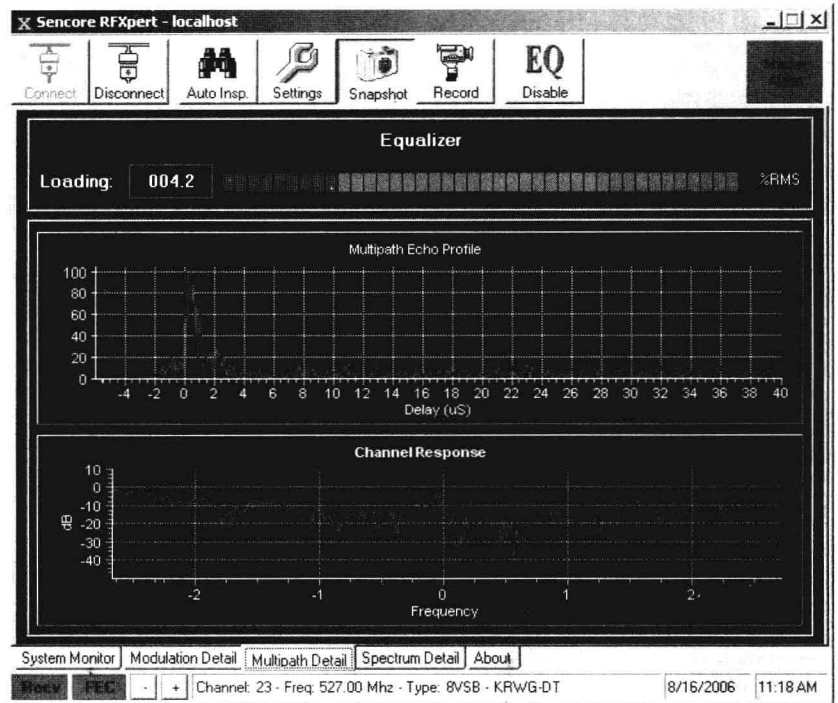 X Sencore RFXpert - localhost
Connect Disconnect Auto Insp. Settings Snapshot Record EQ Disable
Equalizer
Loading: 004.2 %RMS
Multipath Echo Profile
100
80
60
40
20
0
-4 -2 0 2 4 6 8 10 12 14 16 18 20 22 24 26 28 30 32 34 36 38 40
Delay (uS)
Channel Response
10
0
-10
-20
-30
-40
dB
-2 -1 0 1 2
Frequency
System Monitor Modulation Detail Multipath Detail Spectrum Detail About
Recv FEC - + Channel: 23 - Freq: 527.00 Mhz - Type: 8VSB - KRWG-DT 8/16/2006 11:18 AM